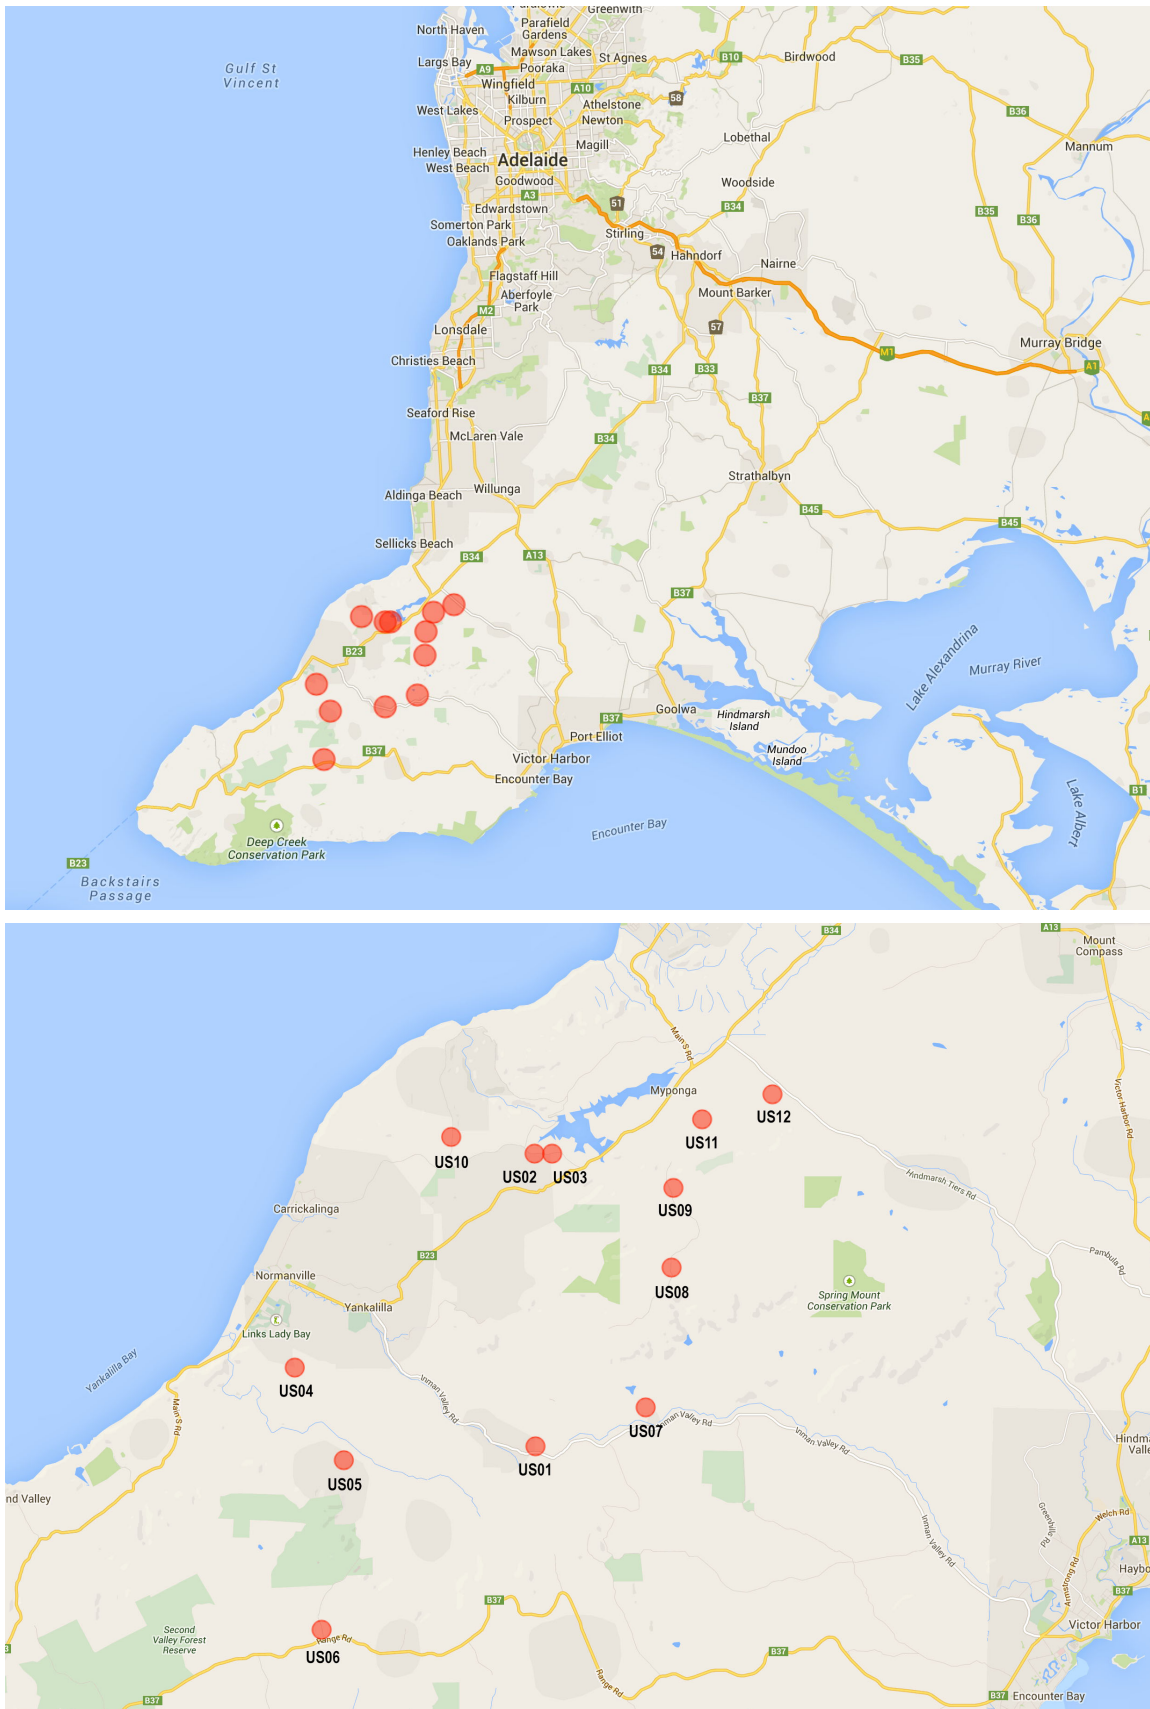 Paralowie
Greenwith
North Haven
Parafield
Gardens
Mawson Lakes
St Agnes
B10
Birdwood
B35
Largs Bay
A9
Pooraka
Gulf St
Vincent
Wingfield
A10
58
Kilburn
Athelstone
West Lakes
B36
Prospect
Newton
Lobethal
Magill
Mannum
Henley Beach
Adelaide
West Beach
Goodwood
Woodside
A3
51
B34
B35
B36
Edwardstown
Somerton Park
Stirling
Oaklands Park
54
Hahndorf
Nairne
Flagstaff Hill
Aberfoyle
Park
Mount Barker
M2
57
Lonsdale
Murray Bridge
M1
Christies Beach
B34
B33
A1
B37
Seaford Rise
A
McLaren Vale
B34
Strathalbyn
Aldinga Beach
Willunga
B45
B45
Sellicks Beach
B34
A13
B37
B23
Lake Alexandrina
Murray River
Goolwa
Hindmarsh
Island
B37
Port Elliot
Mundoo
Island
B37
Victor Harbor
Encounter Bay
B1
Lake Albert
Encounter Bay
Deep Creek
Conservation Park
B23
Backstairs
Passage
B34
A13
Mount
Compass
Main S Rd
Myponga
US12
US11
Victor Harbor Rd
US10
US02
US03
Hindmarsh Tiers Rd
US09
Carrickalinga
B23
Pambula Rd
Normanville
US08
Spring Mount
Conservation Park
Yankalilla
Links Lady Bay
Yankalilla Bay
US04
Inman Valley Rd
Main S Rd
US07
Inman Valley Rd
Inman Valley Rd
Hindma
Valle
US01
US05
nd Valley
Greenhills Rd
Welch Rd
Inman Valley Rd
A13
Armstrong Rd
Haybo
B37
B37
Second
Valley Forest
Reserve
Range Rd
US06
Victor Harbor
B37
Range Rd
B37
B37
Encounter Bay